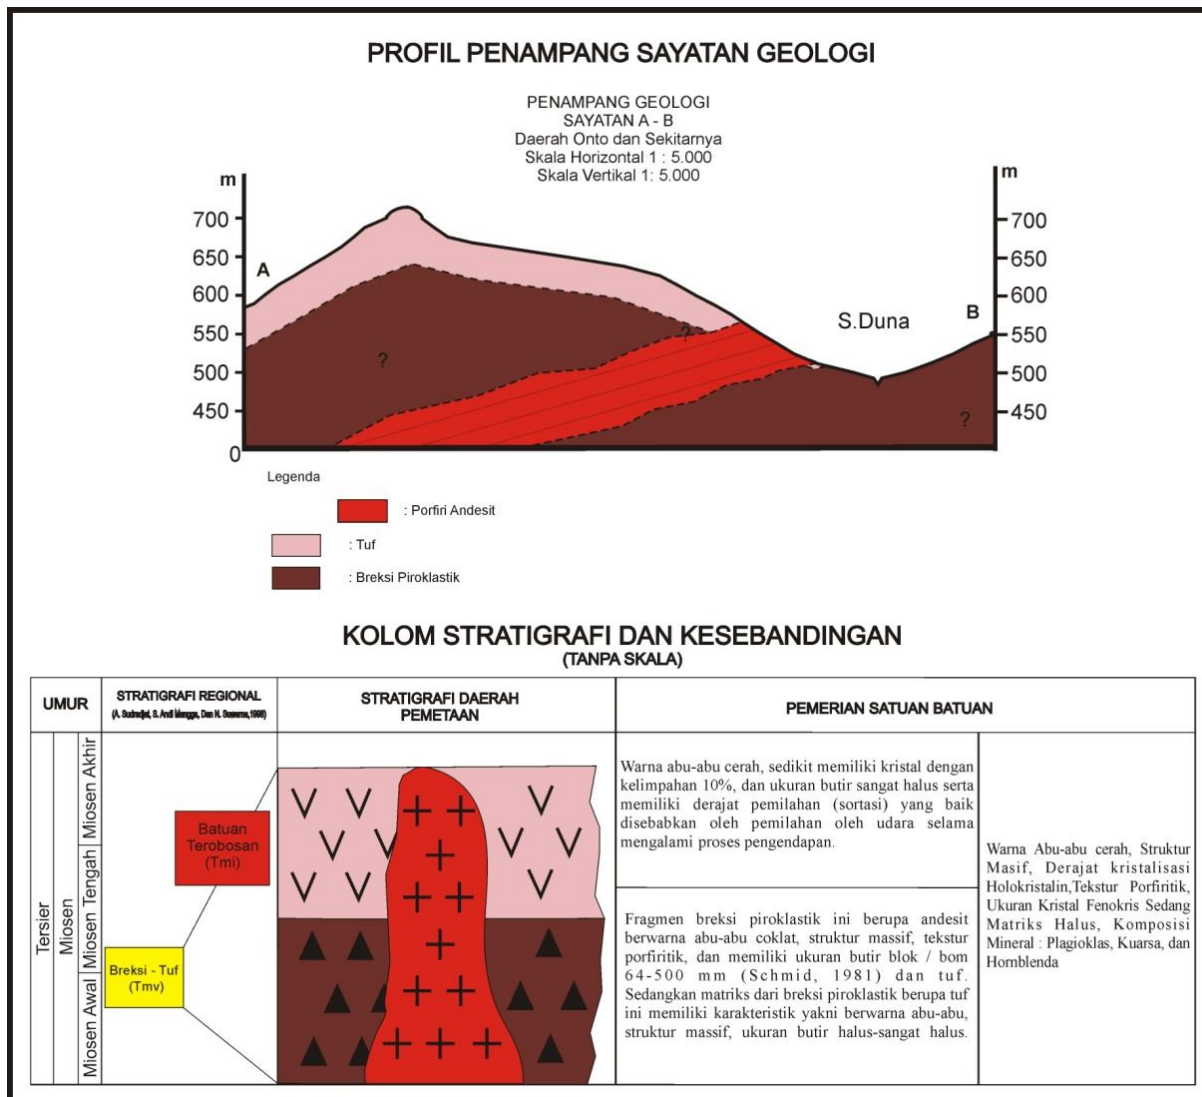 PROFIL PENAMPANG SAYATAN GEOLOGI
PENAMPANG GEOLOGI
SAYATAN A - B
Daerah Onto dan Sekitarnya
Skala Horizontal 1 : 5.000
Skala Vertikal 1: 5.000
m
m
700
700
650
650
A
600
600
B
S.Duna
550
550
?
?
500
500
450
450
?
0
Legenda
: Porfiri Andesit
: Tuf
: Breksi Piroklastik
KOLOM STRATIGRAFI DAN KESEBANDINGAN
(TANPA SKALA)
UMUR
STRATIGRAFI REGIONAL
(A. Sudradjat, S. Andi Mangga, Dan N. Suwarna, 1998)
STRATIGRAFI DAERAH
PEMETAAN
PEMERIAN SATUAN BATUAN
Tersier
Miosen
Miosen Akhir
Miosen Tengah
Miosen Awal
Batuan
Terobosan
(Tmi)
Breksi - Tuf
(Tmv)
Warna abu-abu cerah, sedikit memiliki kristal dengan
kelimpahan 10%, dan ukuran butir sangat halus serta
memiliki derajat pemilahan (sortasi) yang baik
disebabkan oleh pemilahan oleh udara selama
mengalami proses pengendapan.
Fragmen breksi piroklastik ini berupa andesit
berwarna abu-abu coklat, struktur massif, tekstur
porfiritik, dan memiliki ukuran butir blok / bom
64-500 mm (Schmid, 1981) dan tuf.
Sedangkan matriks dari breksi piroklastik berupa tuf
ini memiliki karakteristik yakni berwarna abu-abu,
struktur massif, ukuran butir halus-sangat halus.
Warna Abu-abu cerah, Struktur
Masif, Derajat kristalisasi
Holokristalin,Tekstur Porfiritik,
Ukuran Kristal Fenokris Sedang
Matriks Halus, Komposisi
Mineral : Plagioklas, Kuarsa, dan
Hornblenda